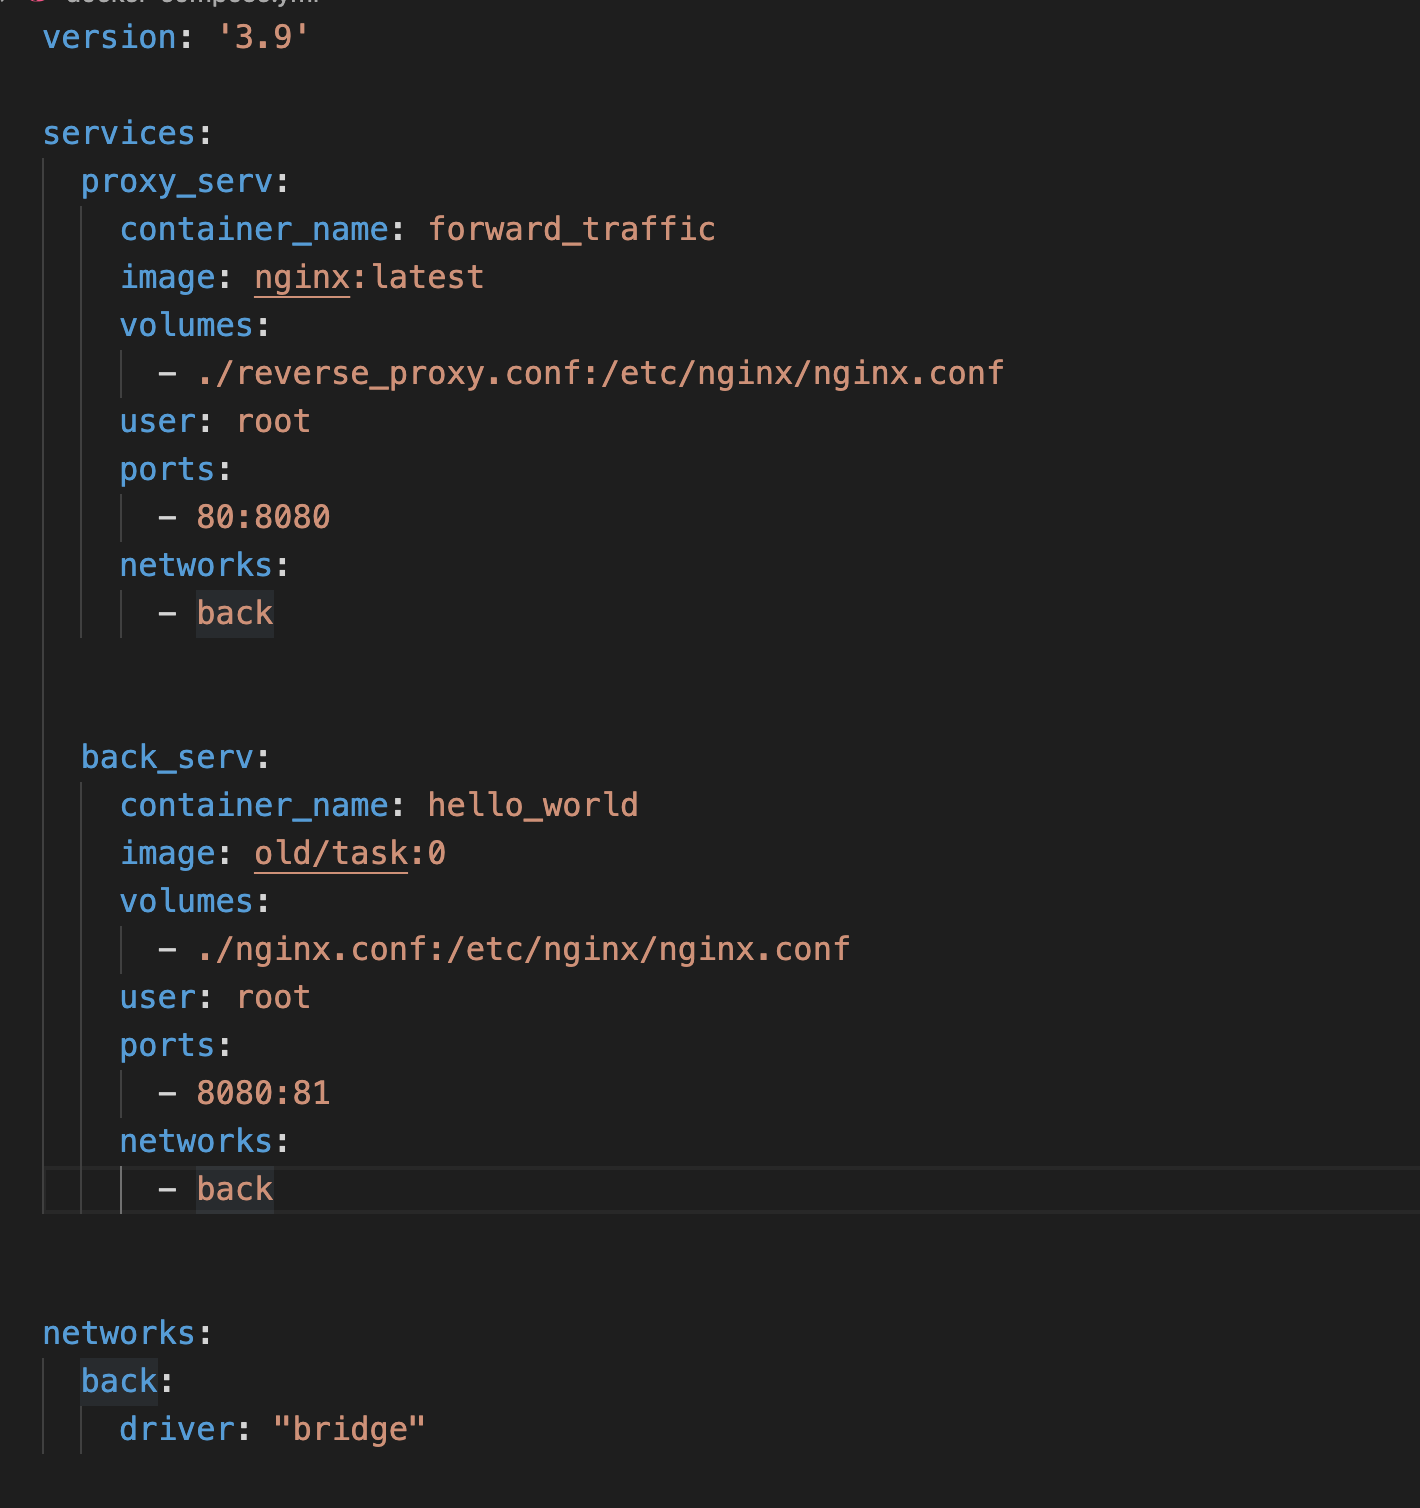 version: '3.9'
services:
proxy_serv:
container_name: forward_traffic
image: nginx:latest
volumes:
- ./reverse_proxy.conf:/etc/nginx/nginx.conf
user: root
ports:
- 80:8080
networks:
- back
back_serv:
container_name: hello_world
image: old/task:0
volumes:
- ./nginx.conf:/etc/nginx/nginx.conf
user: root
ports:
- 8080:81
networks:
- back
networks:
back:
driver: "bridge"